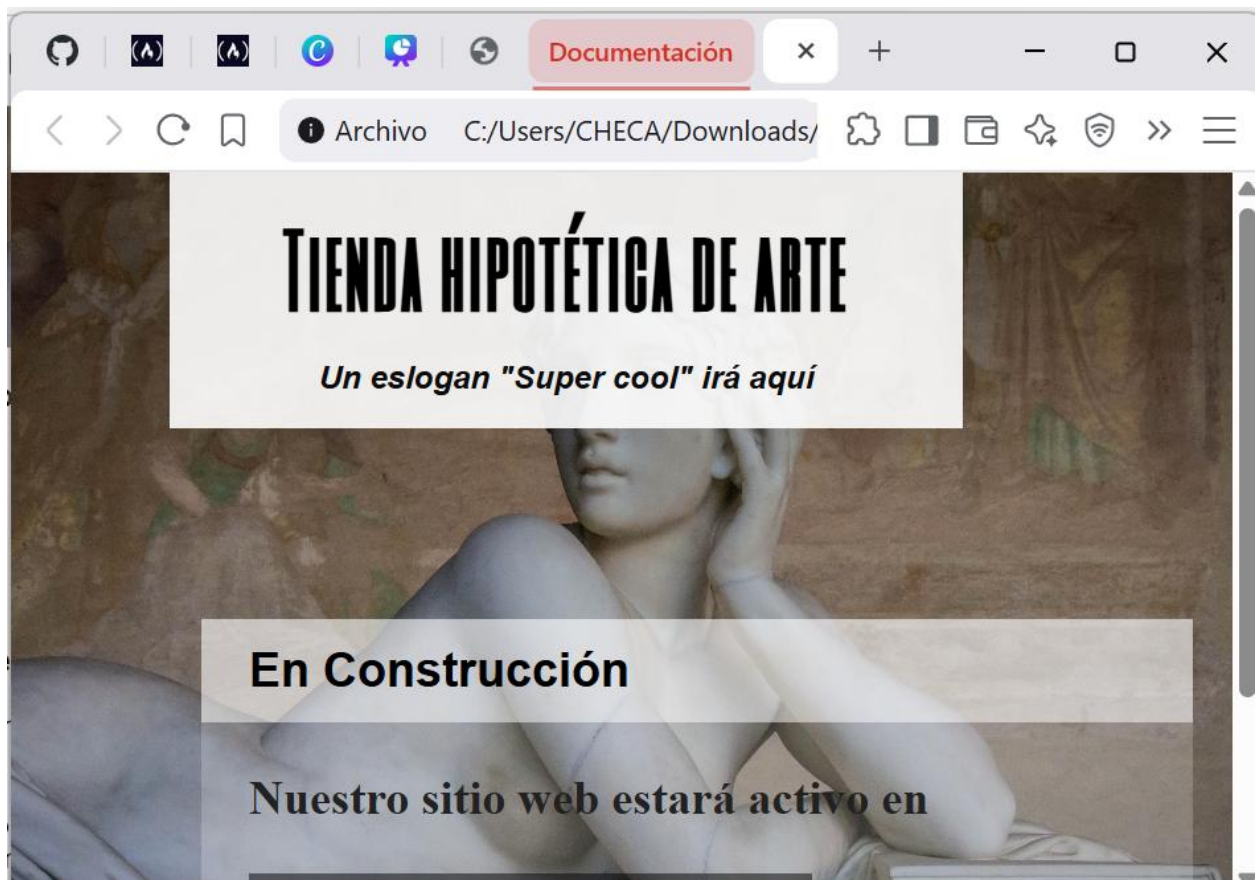 Documentación
Archivo C:/Users/CHECA/Downloads/
Tienda hipotética de arte
Un eslogan "Super cool" irá aquí
En Construcción
Nuestro sitio web estará activo en